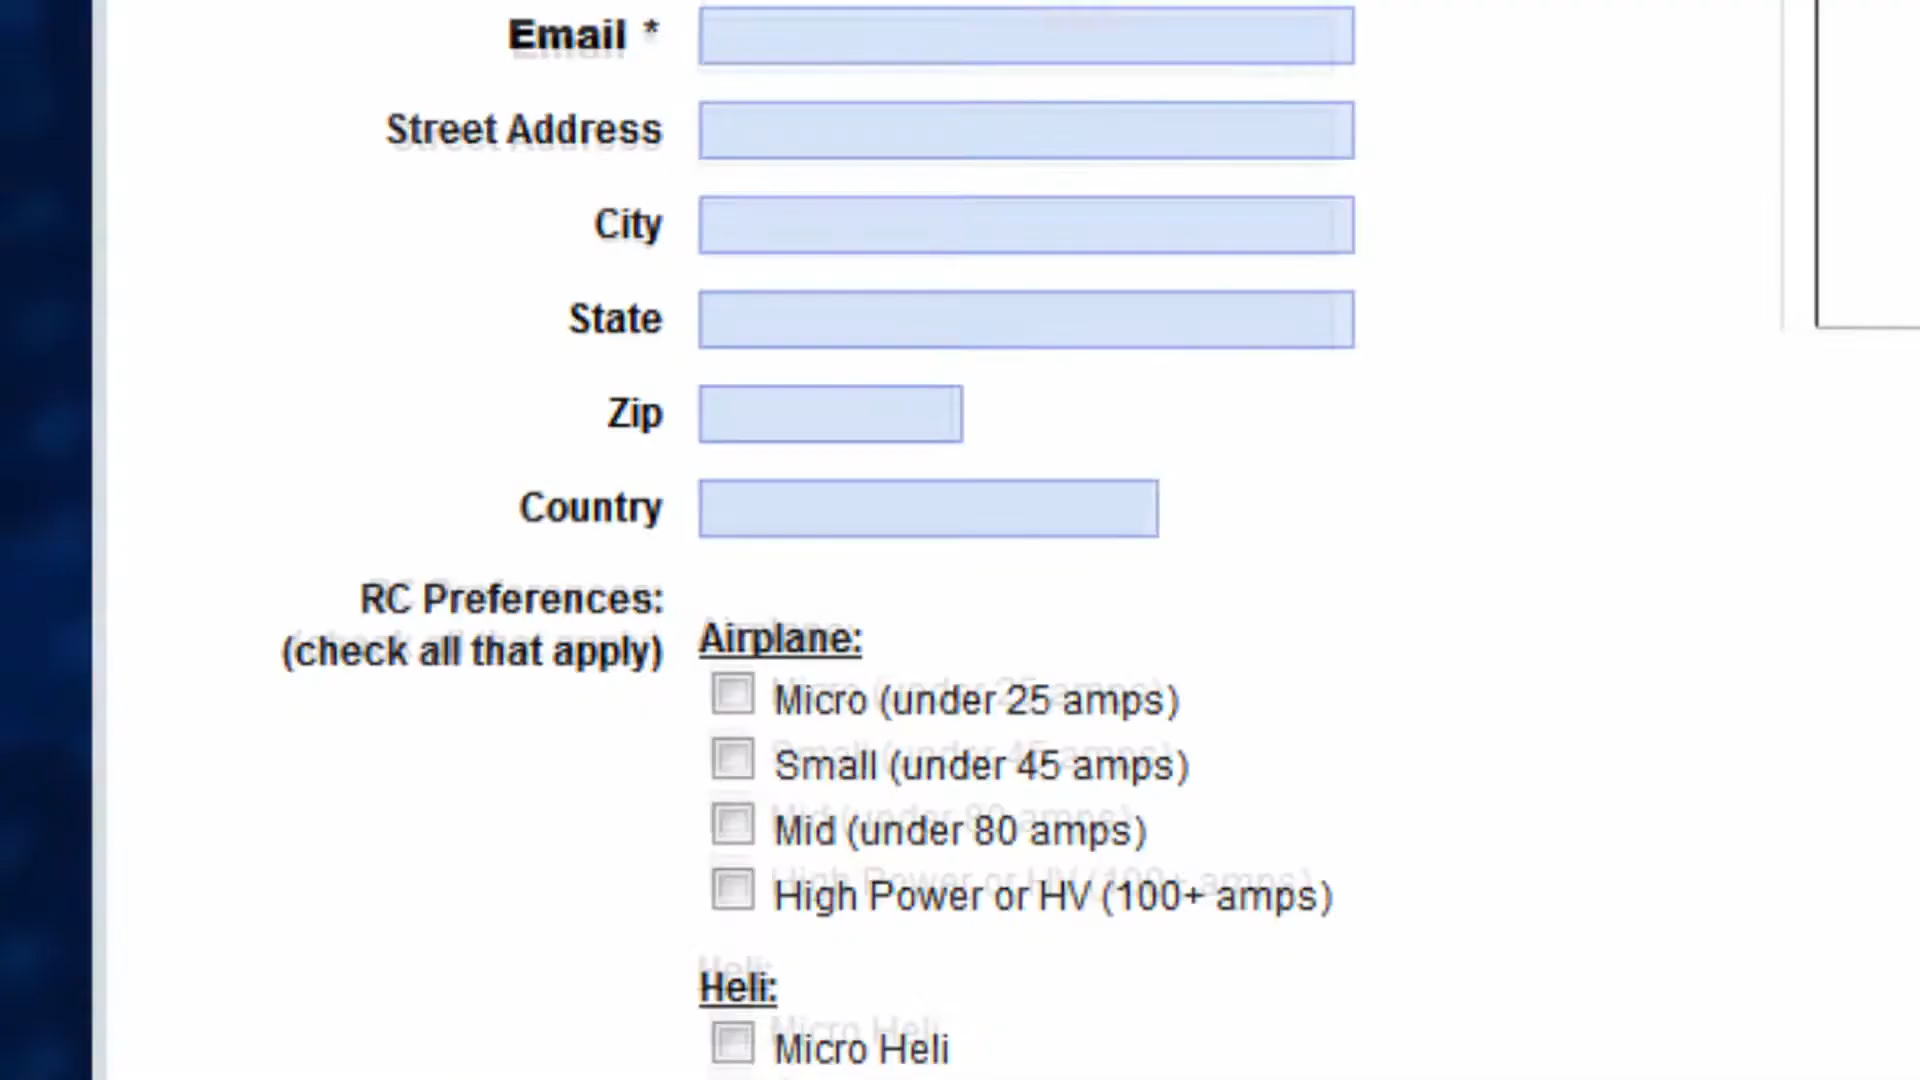 Email *
Street Address
City
State
Zip
Country
RC Preferences:
(check all that apply)
Airplane:
Micro (under 25 amps)
Small (under 45 amps)
Mid (under 80 amps)
High Power or HV (100+ amps)
Heli:
Micro Heli